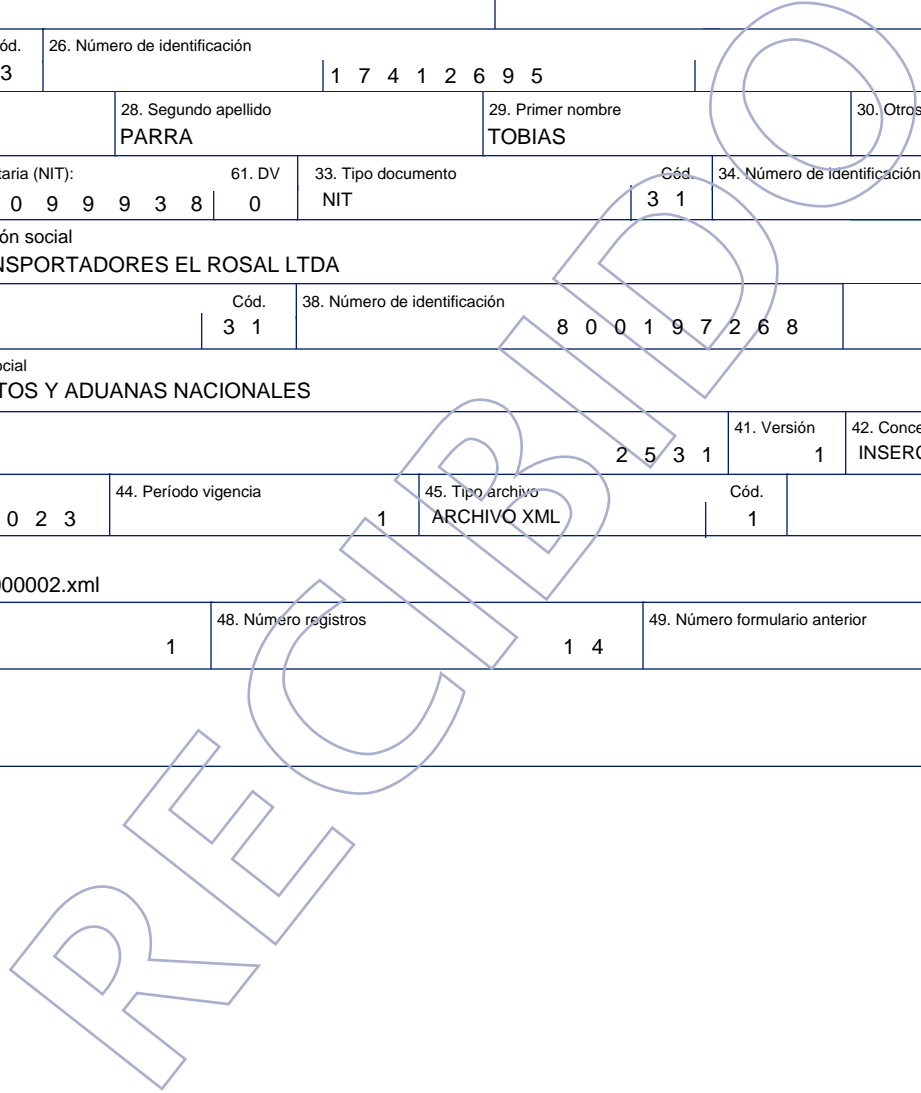 ód. 26. Número de identificación
3 1 7 4 1 2 6 9 5
28. Segundo apellido 29. Primer nombre 30. Otros
PARRA TOBIAS
taria (NIT): 61. DV 33. Tipo documento Cód. 34. Número de identificación
0 9 9 9 3 8 0 NIT 3 1
ón social
NSPORTADORES EL ROSAL LTDA
Cód. 38. Número de identificación
3 1 8 0 0 1 9 7 2 6 8
ocial
TOS Y ADUANAS NACIONALES
41. Versión 42. Conce
2 5 3 1 1 INSERC
44. Período vigencia 45. Tipo archivo Cód.
0 2 3 1 ARCHIVO XML 1
000002.xml
48. Número registros 49. Número formulario anterior
1 1 4
RECIBIDO